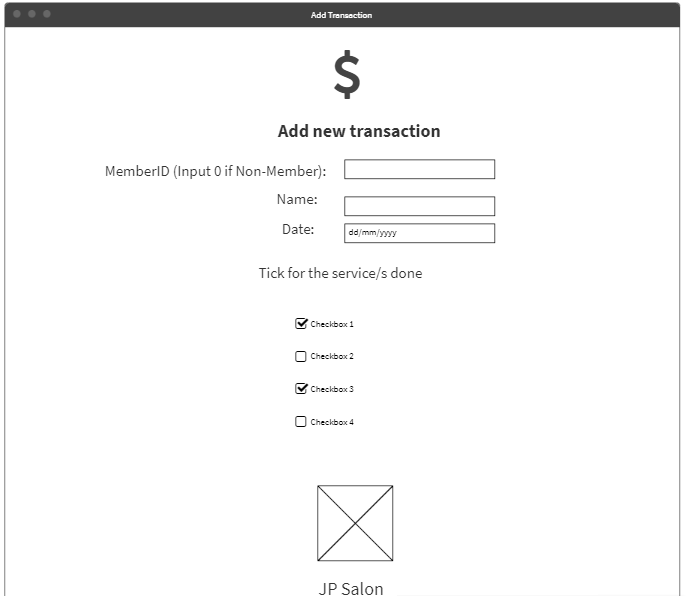 Add Transaction
$
Add new transaction
MemberID (Input 0 if Non-Member):
Name:
Date: dd/mm/yyyy
Tick for the service/s done
Checkbox 1
Checkbox 2
Checkbox 3
Checkbox 4
JP Salon